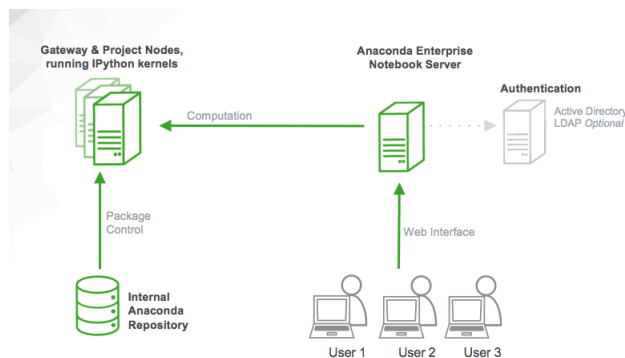 Gateway & Project Nodes,
running IPython kernels
Anaconda Enterprise
Notebook Server
Authentication
Active Directory
LDAP Optional
Computation
Package
Control
Web Interface
Internal
Anaconda
Repository
User 1
User 2
User 3